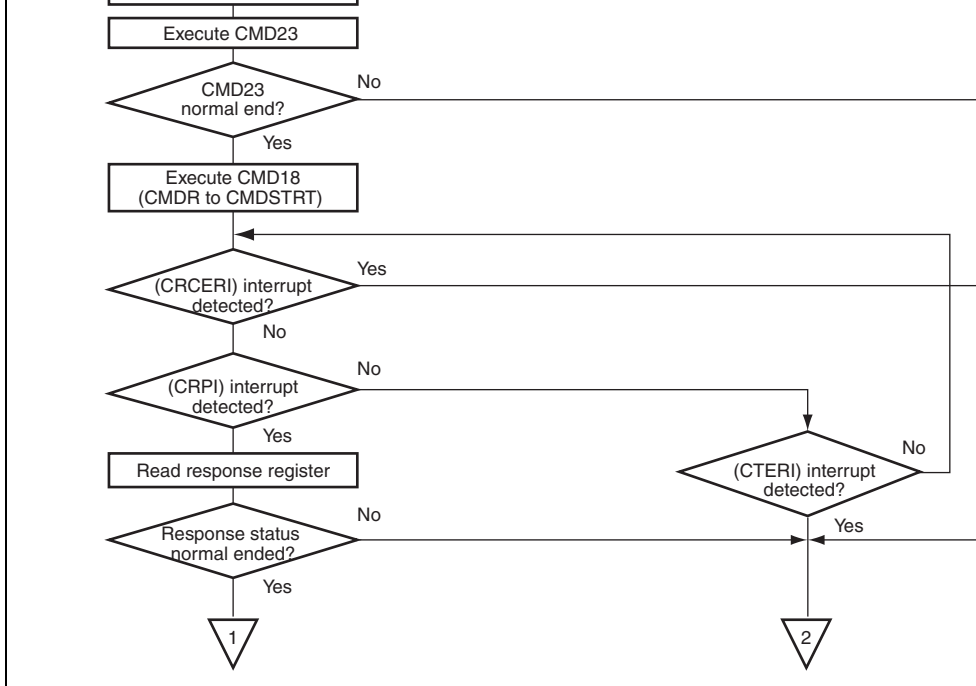 Execute CMD23
CMD23
normal end?
No
Yes
Execute CMD18
(CMDR to CMDSTRT)
(CRCERI) interrupt
detected?
Yes
No
(CRPI) interrupt
detected?
No
Yes
Read response register
(CTERI) interrupt
detected?
No
Yes
Response status
normal ended?
No
Yes
1
2